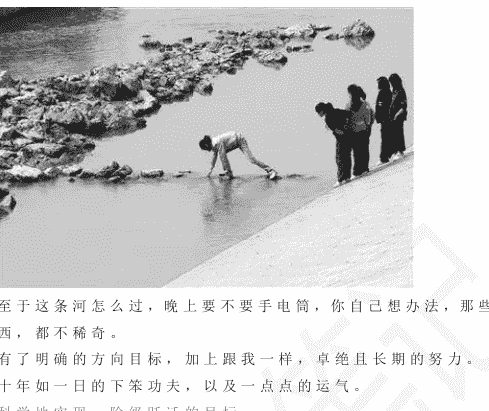 至于这条河怎么过，晚上要不要手电筒，你自己想办法，那些
西，都不稀奇。
有了明确的方向目标，加上跟我一样，卓绝且长期的努力。
十年如一日的下笨功夫，以及一点点的运气。